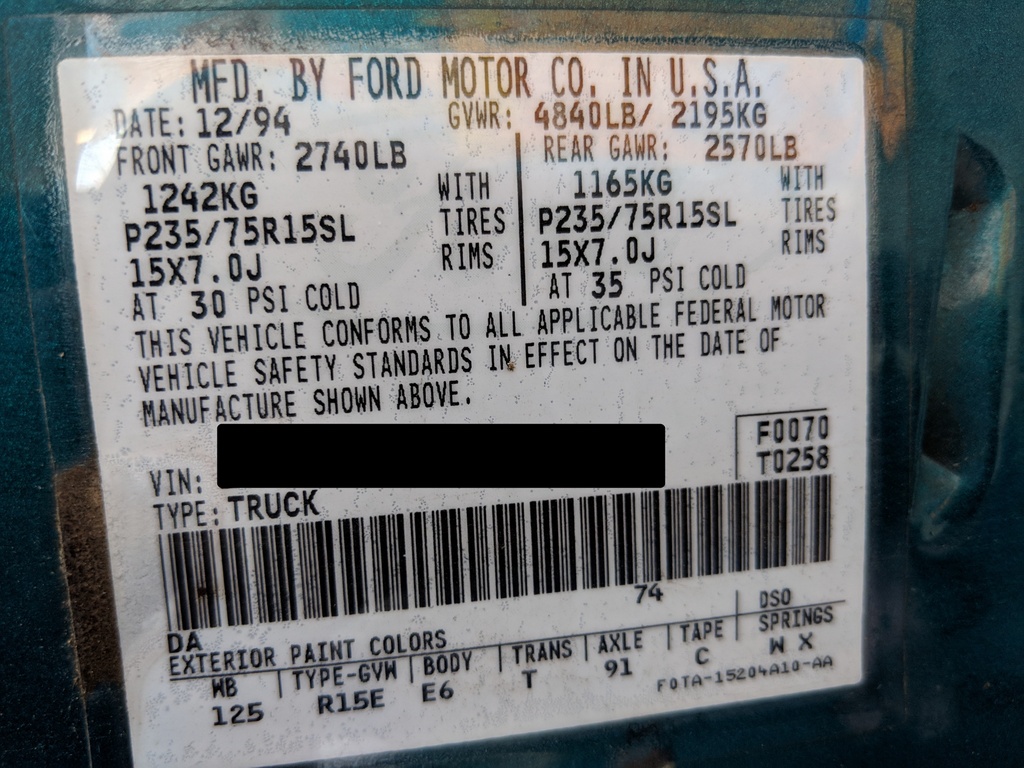 MFD. BY FORD MOTOR CO. IN U.S.A.
DATE: 12/94 GVWR: 4840LB/ 2195KG
FRONT GAWR: 2740LB REAR GAWR: 2570LB
1242KG WITH 1165KG WITH
P235/75R15SL TIRES P235/75R15SL TIRES
15X7.0J RIMS 15X7.0J RIMS
AT 30 PSI COLD AT 35 PSI COLD
THIS VEHICLE CONFORMS TO ALL APPLICABLE FEDERAL MOTOR
VEHICLE SAFETY STANDARDS IN EFFECT ON THE DATE OF
MANUFACTURE SHOWN ABOVE.
F0070
VIN: T0258
TYPE: TRUCK
74
DA DSO
EXTERIOR PAINT COLORS
WB TYPE-GVW BODY TRANS AXLE TAPE SPRINGS
125 R15E E6 T 91 C W X
F0TA-15204A10-AA